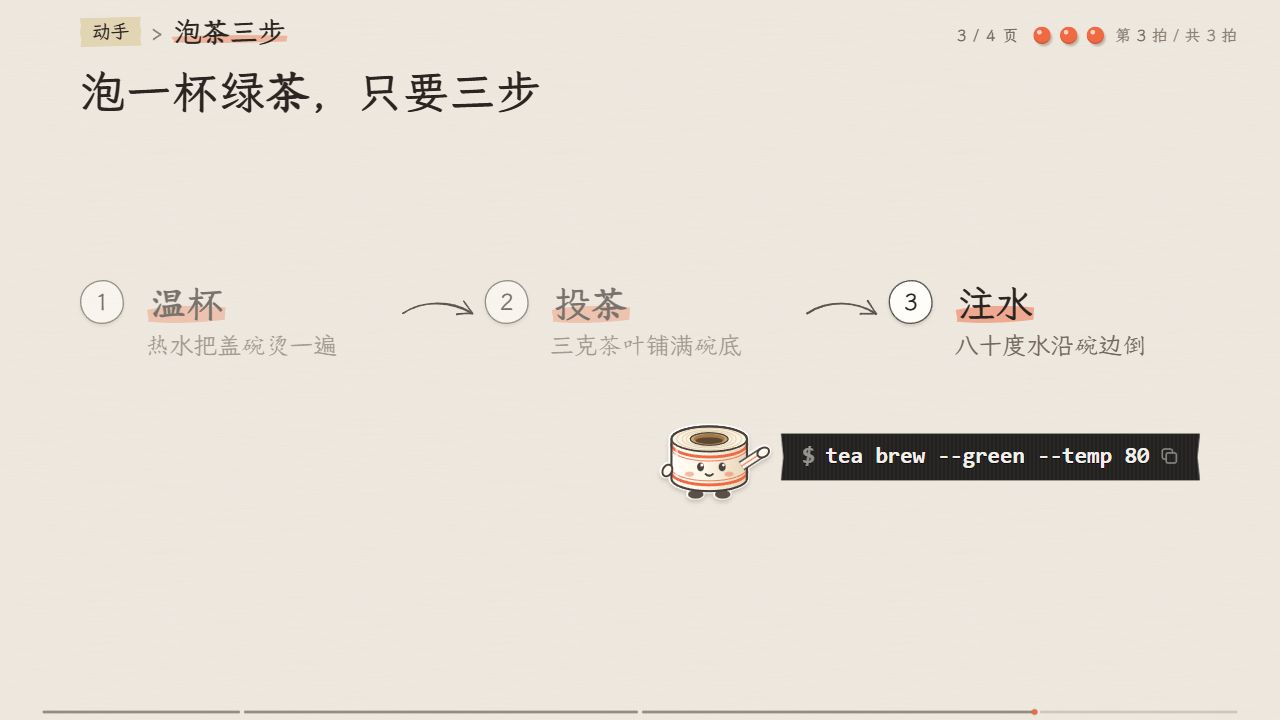 动手 > 泡茶三步
3 / 4 页 第 3 拍 / 共 3 拍
泡一杯绿茶，只要三步
1 温杯
热水把盖碗烫一遍
2 投茶
三克茶叶铺满碗底
3 注水
八十度水沿碗边倒
$ tea brew --green --temp 80